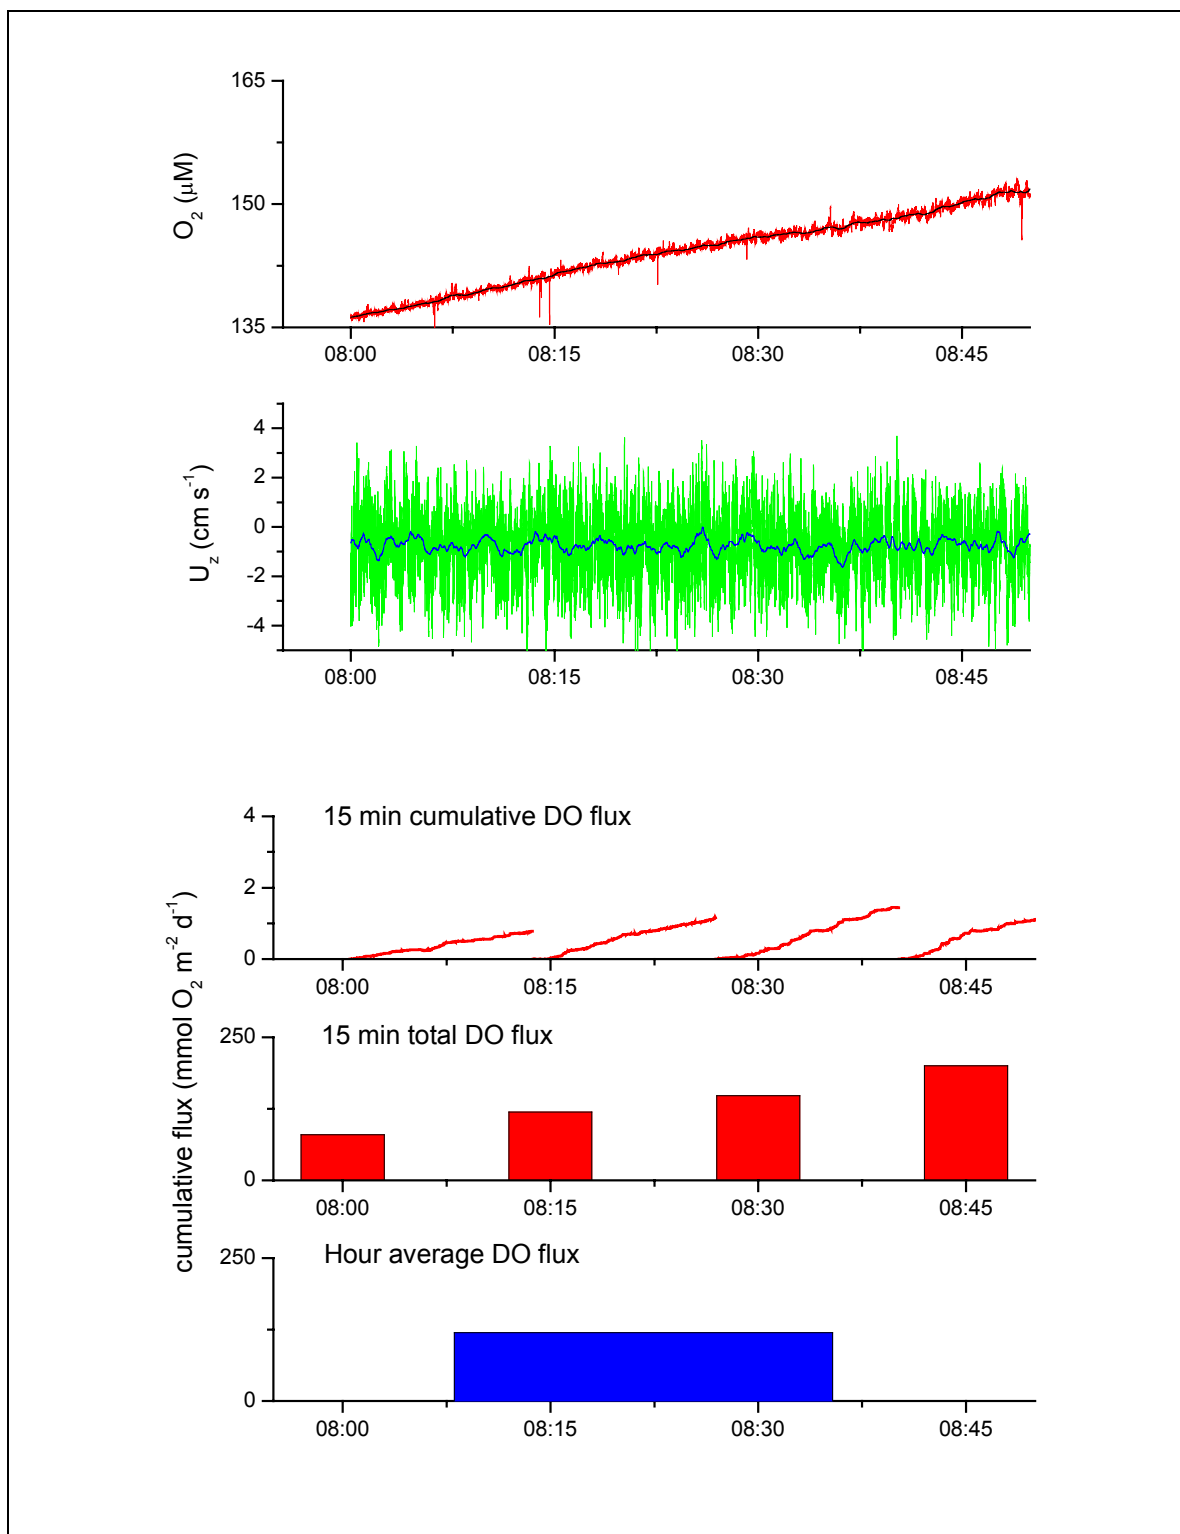 165
150
135
O₂ (μM)
08:00 08:15 08:30 08:45
4
2
0
-2
-4
U_z (cm s⁻¹)
08:00 08:15 08:30 08:45
15 min cumulative DO flux
4
2
0
08:00 08:15 08:30 08:45
cumulative flux (mmol O₂ m⁻² d⁻¹)
15 min total DO flux
250
0
08:00 08:15 08:30 08:45
Hour average DO flux
250
0
08:00 08:15 08:30 08:45